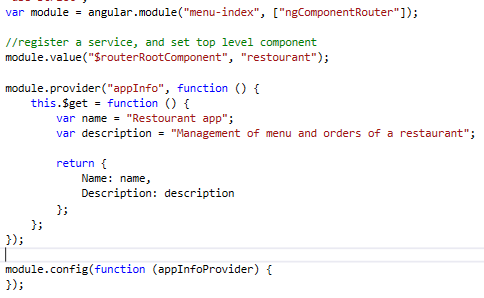 var module = angular.module("menu-index", ["ngComponentRouter"]);
//register a service, and set top level component
module.value("$routerRootComponent", "restourant");
module.provider("appInfo", function () {
this.$get = function () {
var name = "Restourant app";
var description = "Management of menu and orders of a restaurant";
return {
Name: name,
Description: description
};
};
});
module.config(function (appInfoProvider) {
});